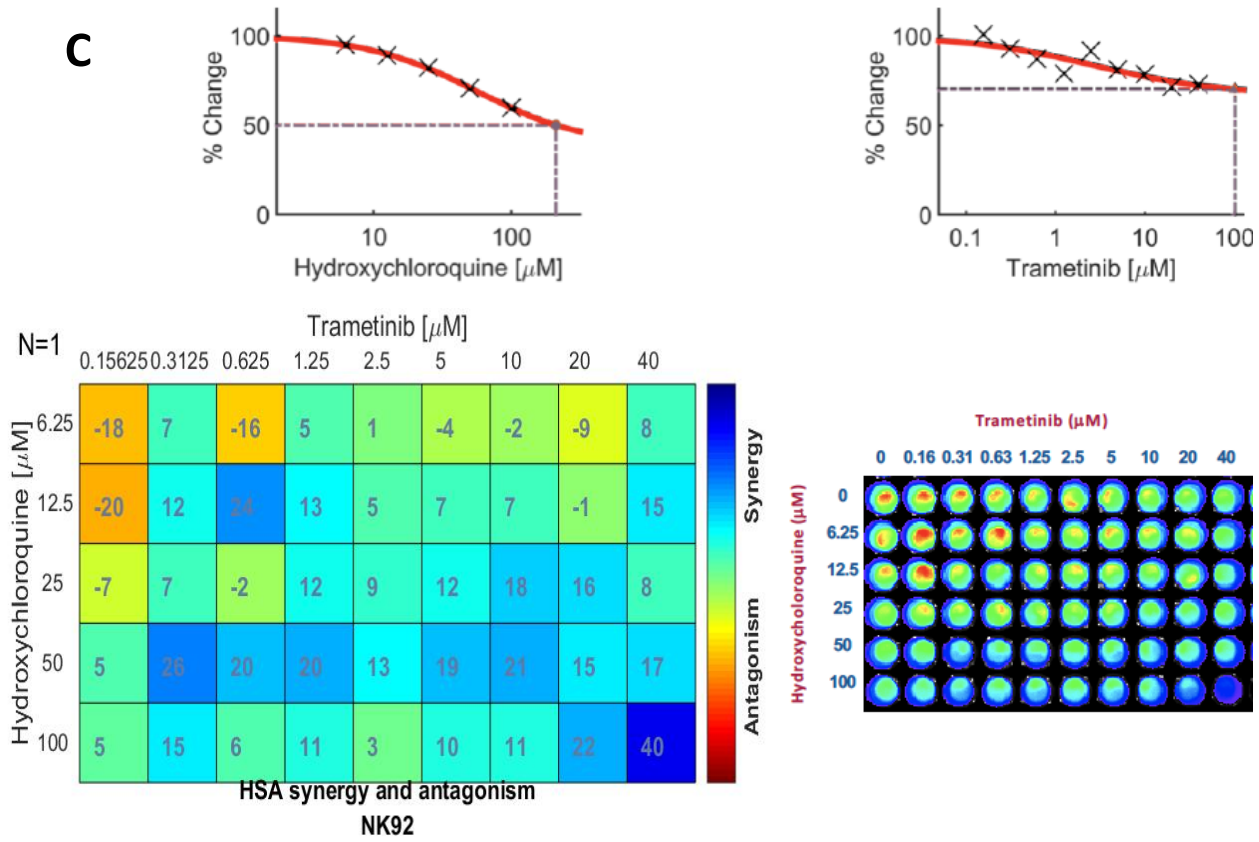 C
100
50
0
% Change
10 100
Hydroxychloroquine [μM]
100
50
0
% Change
0.1 1 10 100
Trametinib [μM]
N=1
Trametinib [μM]
0.15625 0.3125 0.625 1.25 2.5 5 10 20 40
Hydroxychloroquine [μM]
6.25 -18 7 -16 5 1 -4 -2 -9 8
12.5 -20 12 24 13 5 7 7 -1 15
25 -7 7 -2 12 9 12 18 16 8
50 5 26 20 20 13 19 21 15 17
100 5 15 6 11 3 10 11 22 40
Synergy
Antagonism
HSA synergy and antagonism
NK92
Trametinib (μM)
0 0.16 0.31 0.63 1.25 2.5 5 10 20 40
Hydroxycholoroquine (μM)
0
6.25
12.5
25
50
100